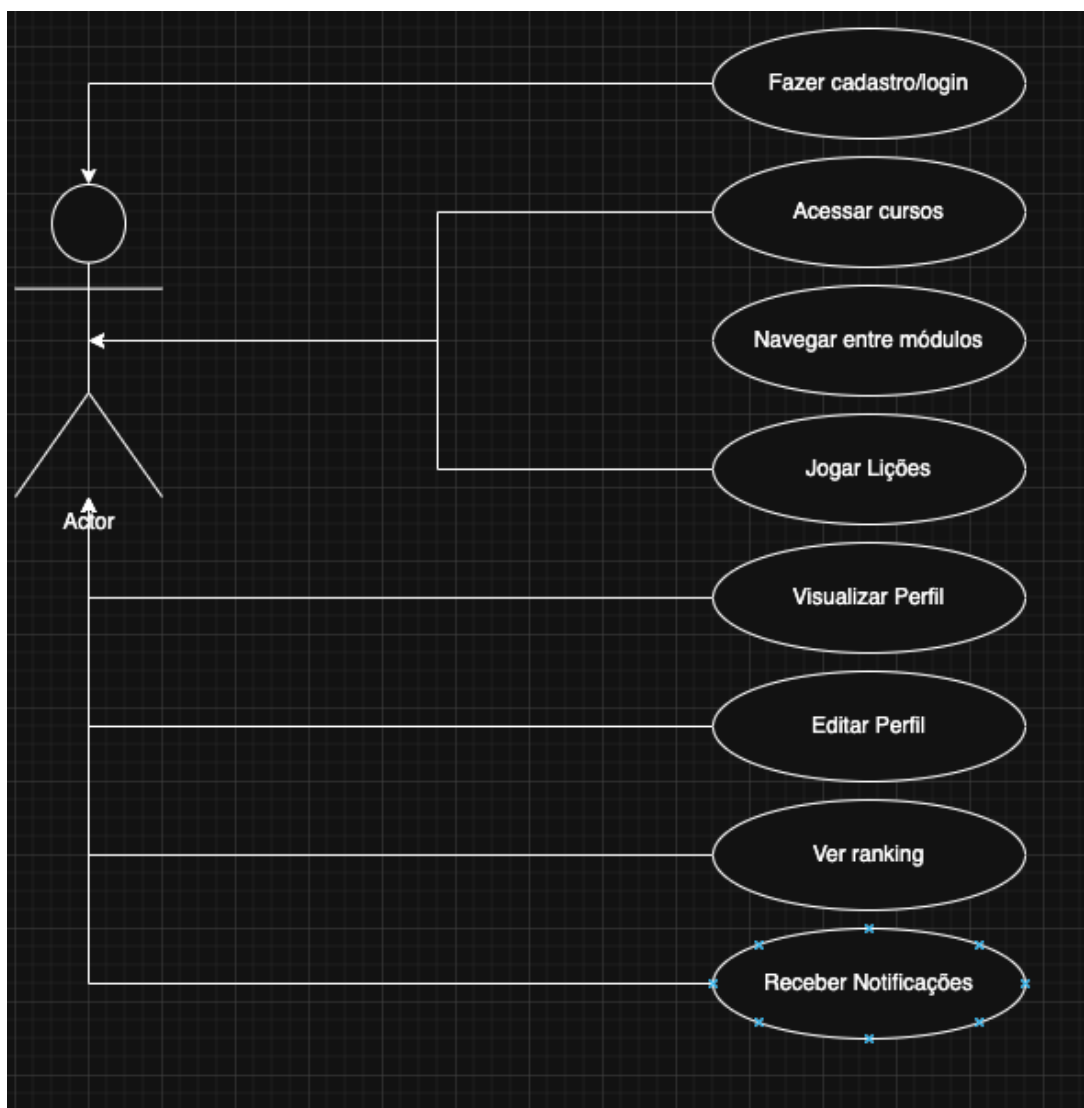 Fazer cadastro/login
Acessar cursos
Navegar entre módulos
Jogar Lições
Actor
Visualizar Perfil
Editar Perfil
Ver ranking
Receber Notificações